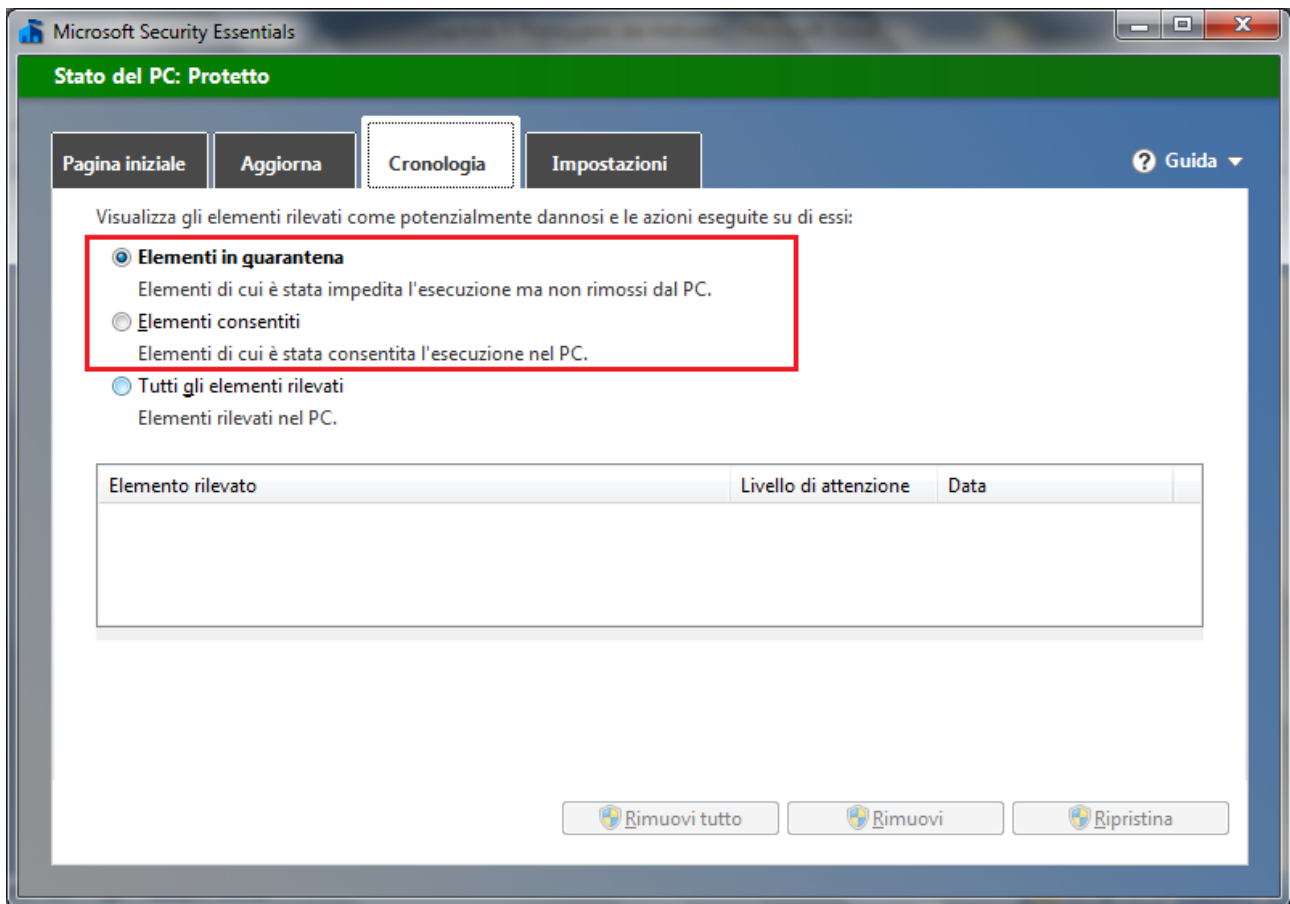 Microsoft Security Essentials
Stato del PC: Protetto
Pagina iniziale Aggiorna Cronologia Impostazioni ? Guida
Visualizza gli elementi rilevati come potenzialmente dannosi e le azioni eseguite su di essi:
Elementi in quarantena
Elementi di cui è stata impedita l'esecuzione ma non rimossi dal PC.
Elementi consentiti
Elementi di cui è stata consentita l'esecuzione nel PC.
Tutti gli elementi rilevati
Elementi rilevati nel PC.
Elemento rilevato Livello di attenzione Data
Rimuovi tutto Rimuovi Ripristina